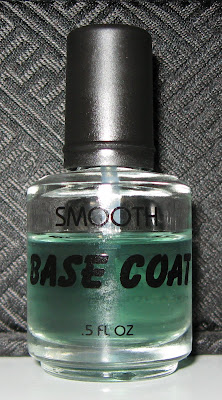 SMOOTH
BASE COAT
.5 FL OZ